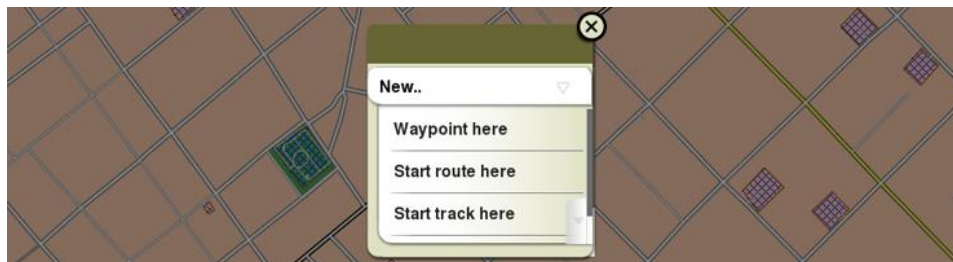 New..
Waypoint here
Start route here
Start track here